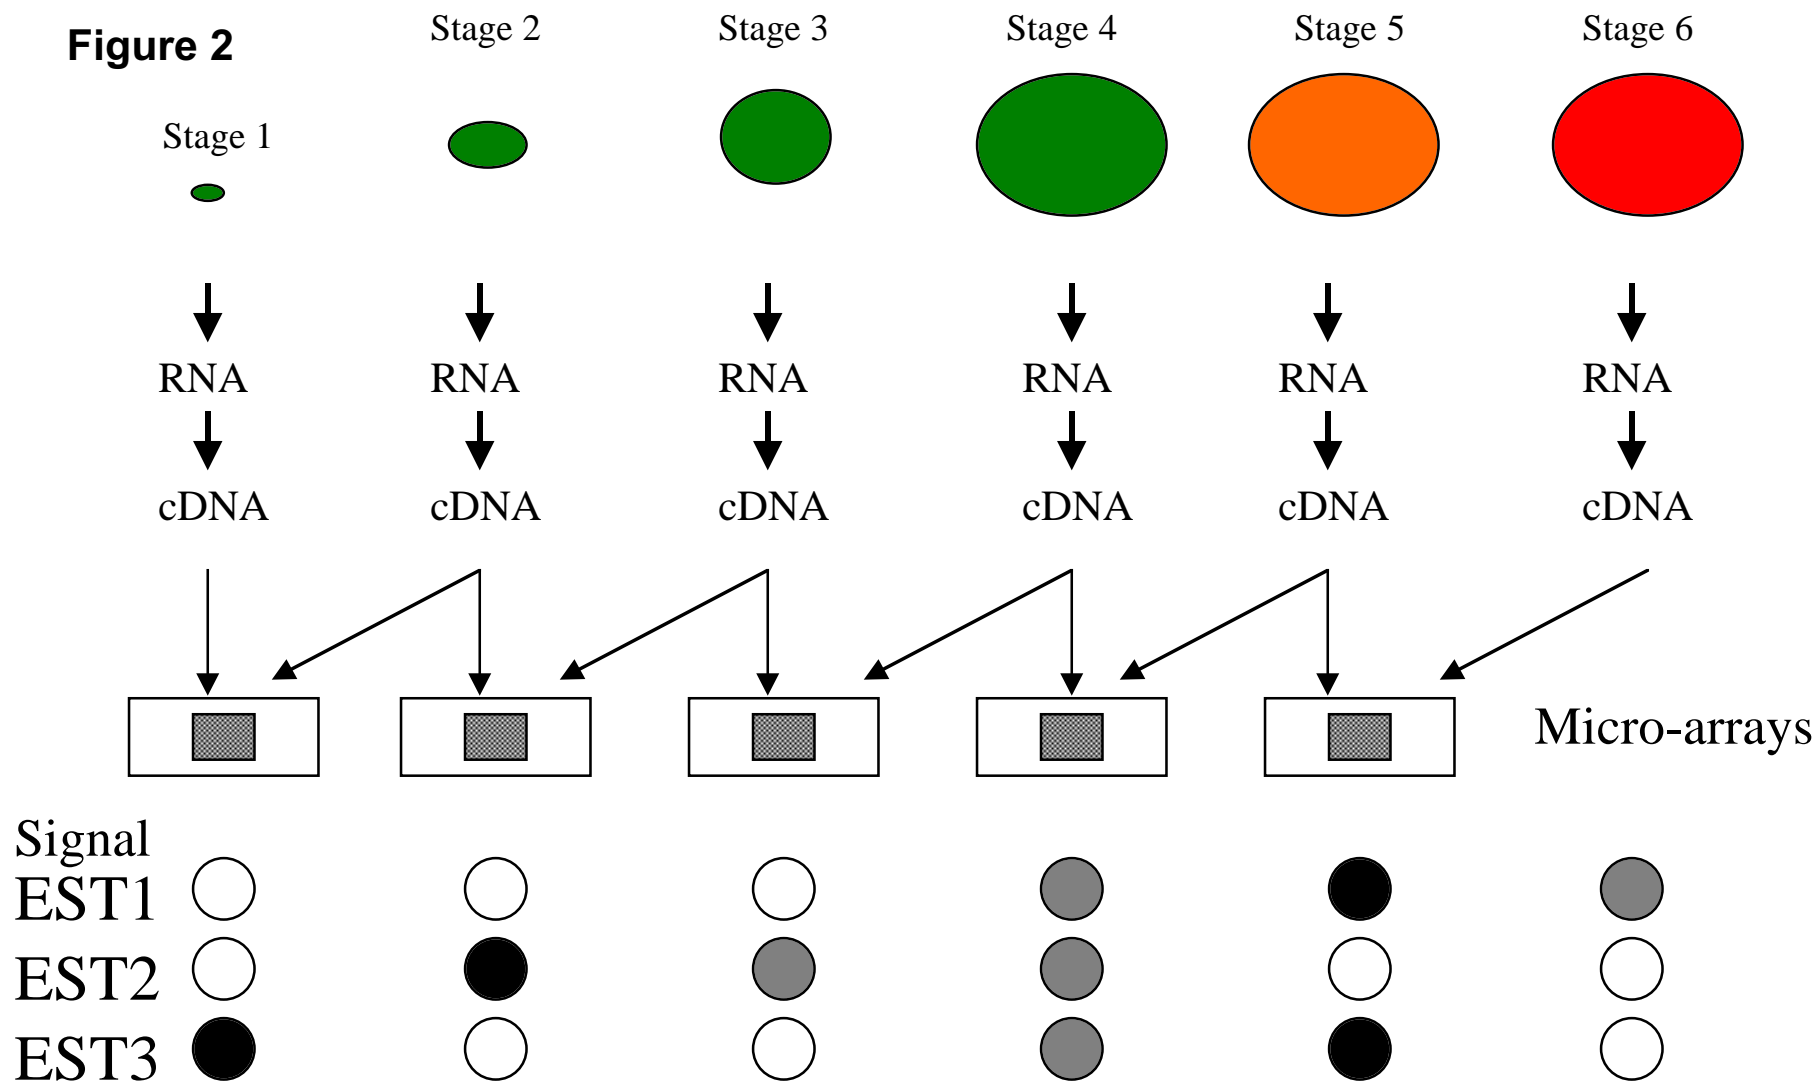 Figure 2
Stage 1
Stage 2
Stage 3
Stage 4
Stage 5
Stage 6
RNA RNA RNA RNA RNA RNA
cDNA cDNA cDNA cDNA cDNA cDNA
Micro-arrays
Signal
EST1
EST2
EST3